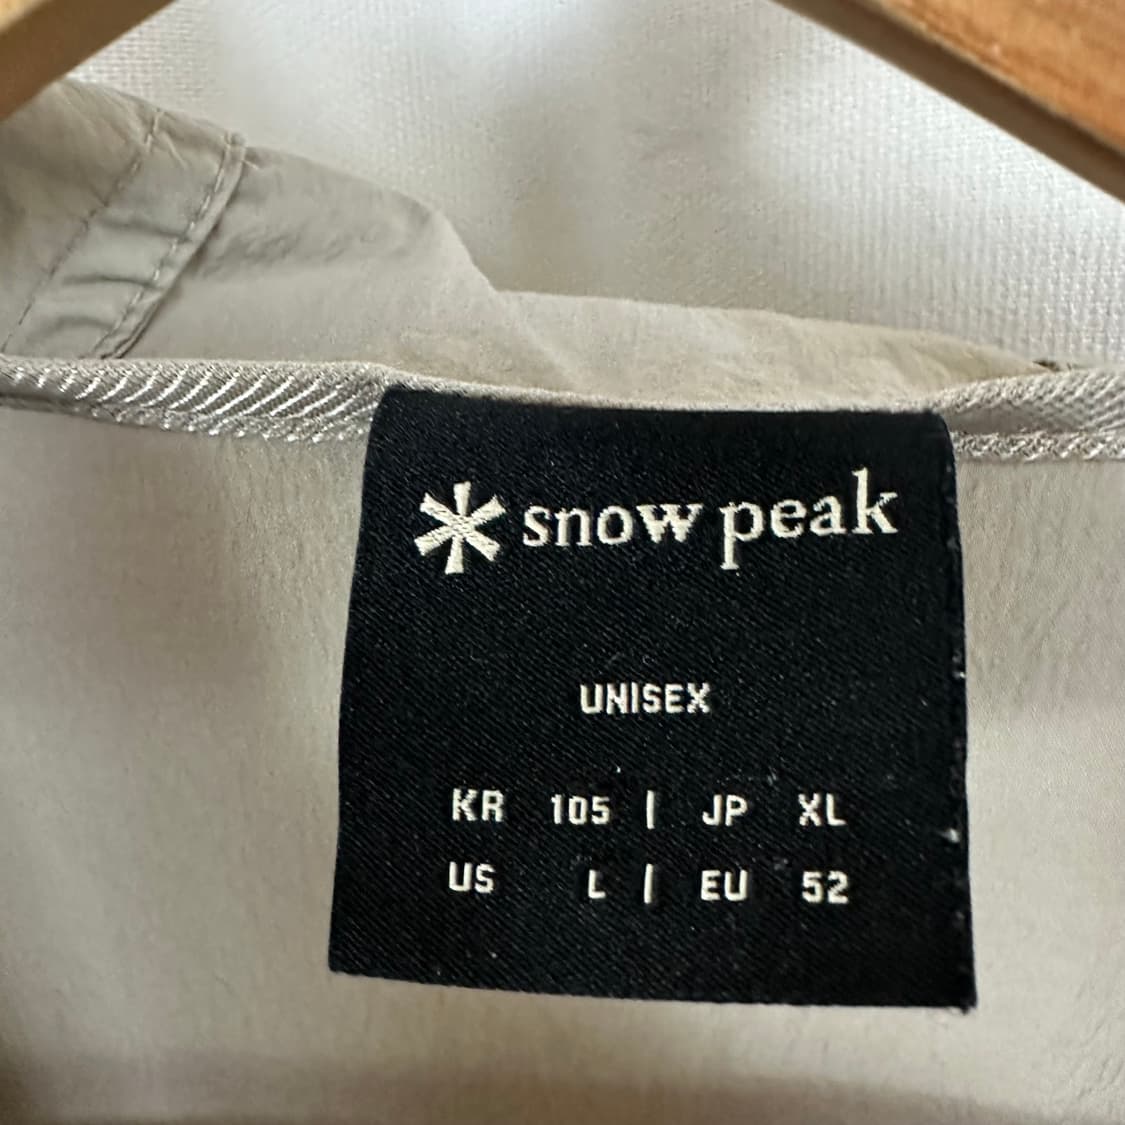 snow peak
UNISEX
KR 105 | JP XL
US L | EU 52